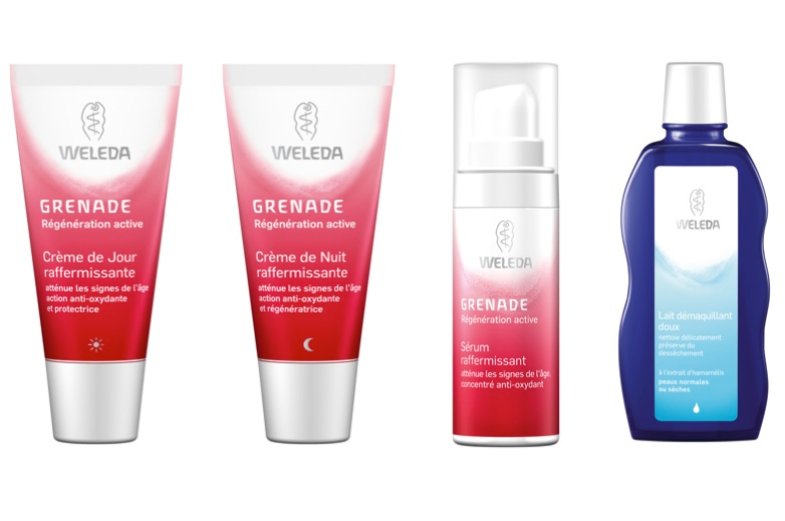 WELEDA
GRENADE
Régénération active
Crème de Jour
raffermissante
atténue les signes de l'âge
action anti-oxydante
et protectrice
WELEDA
GRENADE
Régénération active
Crème de Nuit
raffermissante
atténue les signes de l'âge
action anti-oxydante
et régénératrice
WELEDA
GRENADE
Régénération active
Sérum
raffermissant
atténue les signes de l'âge,
concentré anti-oxydant
WELEDA
Lait démaquillant
doux
nettoie délicatement
préserve du
dessèchement
à l'extrait d'hamamélis
peaux normales
ou sèches